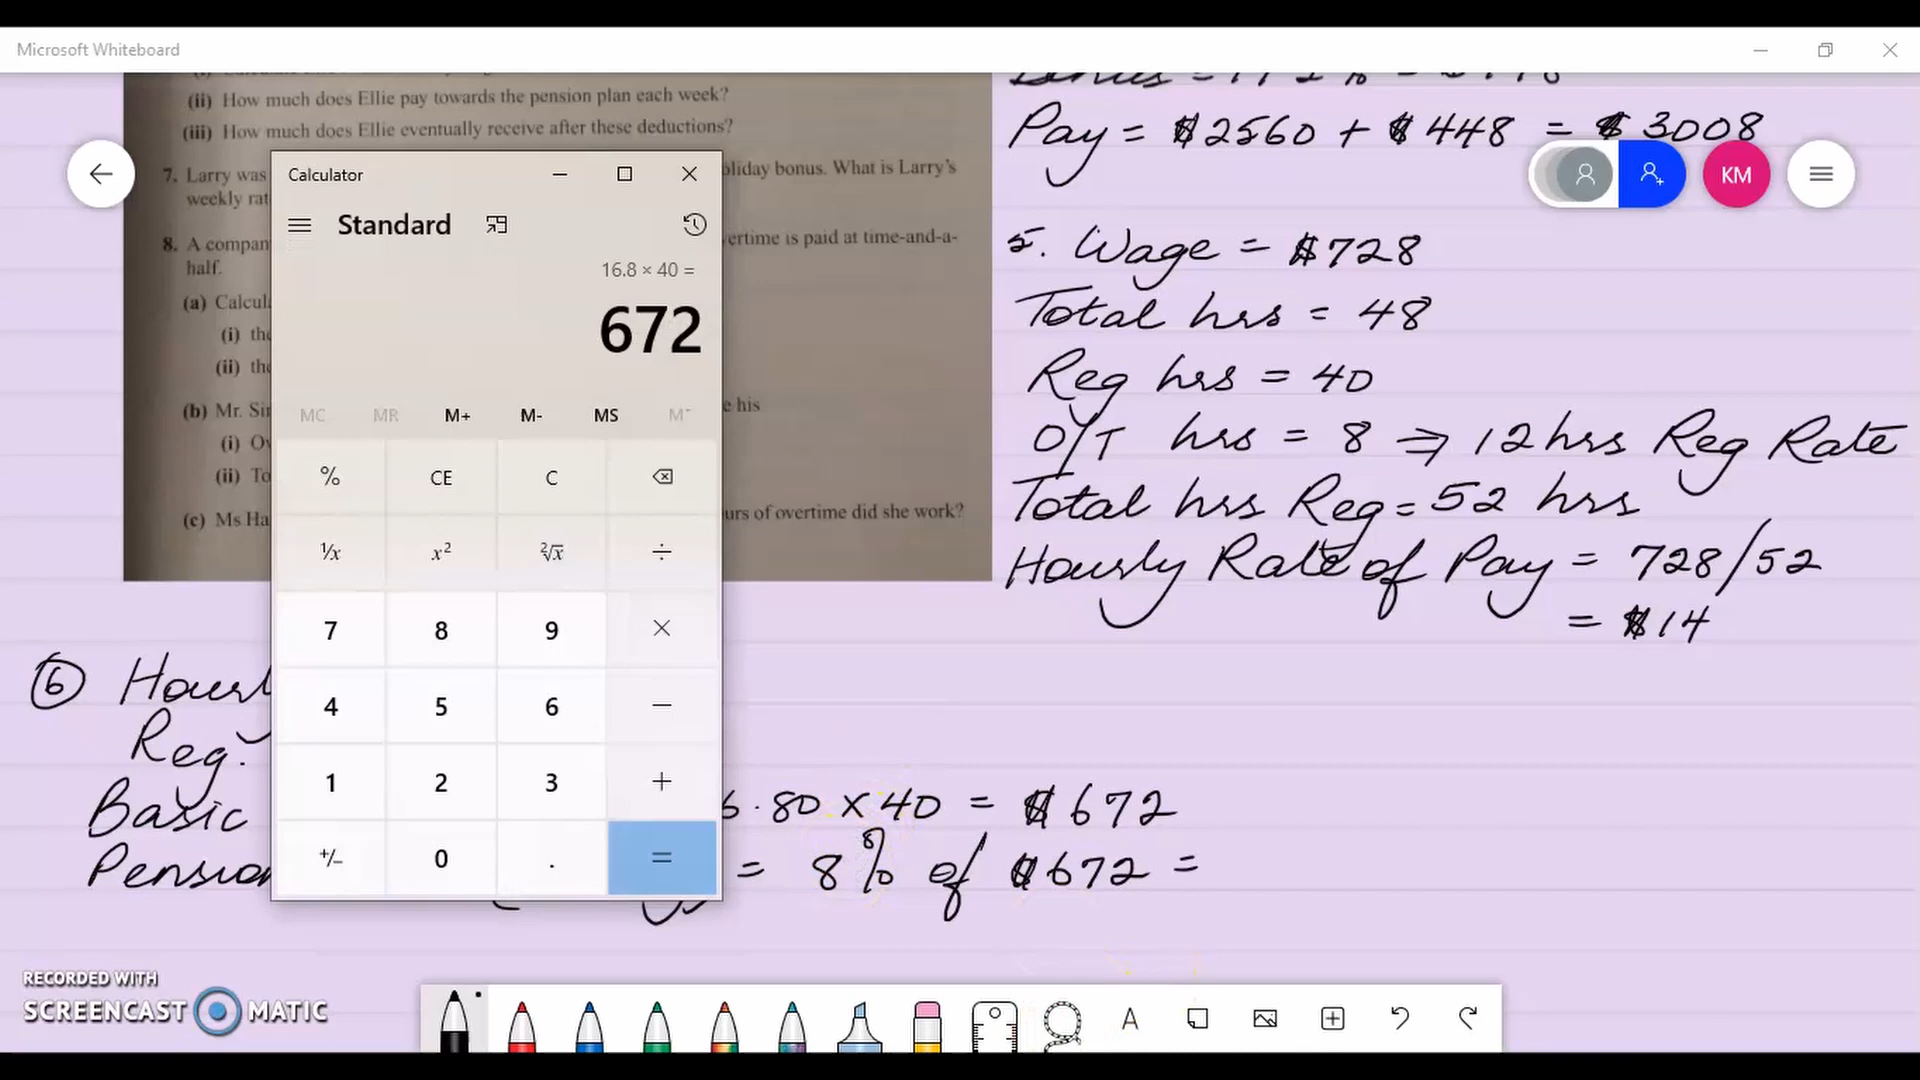 Microsoft Whiteboard
(ii) How much does Ellie pay towards the pension plan each week?
(iii) How much does Ellie eventually receive after these deductions?
7. Larry was
oliday bonus. What is Larry's
weekly rat
8. A compan
ertime is paid at time-and-a-
half.
(a) Calcul
(i) the
(ii) the
(b) Mr. Sin
e his
(i) Ov
(ii) To
(c) Ms Ha
urs of overtime did she work?
Calculator
Standard
16.8 × 40 =
672
MC MR M+ M- MS M˅
% CE C
¹/x x² ²√x ÷
7 8 9 ×
4 5 6 −
1 2 3 +
+/− 0 . =
Pay = $2560 + $448 = $3008
KM
5. Wage = $728
Total hrs = 48
Reg hrs = 40
O/T hrs = 8 ⇒ 12 hrs Reg Rate
Total hrs Reg = 52 hrs
Hourly Rate of Pay = 728/52
= $14
⑥ Hourl
Reg.
Basic 6.80 × 40 = $672
Pension = 8% of $672 =
RECORDED WITH
SCREENCAST MATIC
A